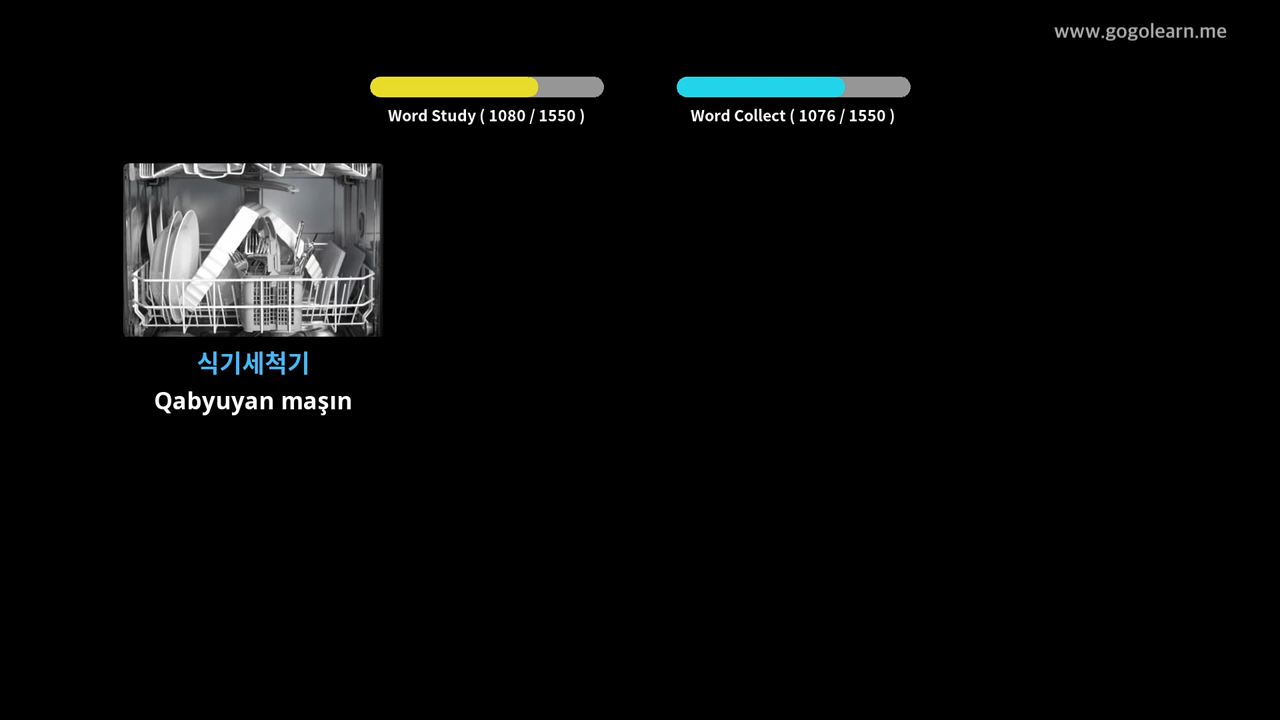 www.gogolearn.me
Word Study ( 1080 / 1550 )
Word Collect ( 1076 / 1550 )
식기세척기
Qabyuyan maşın